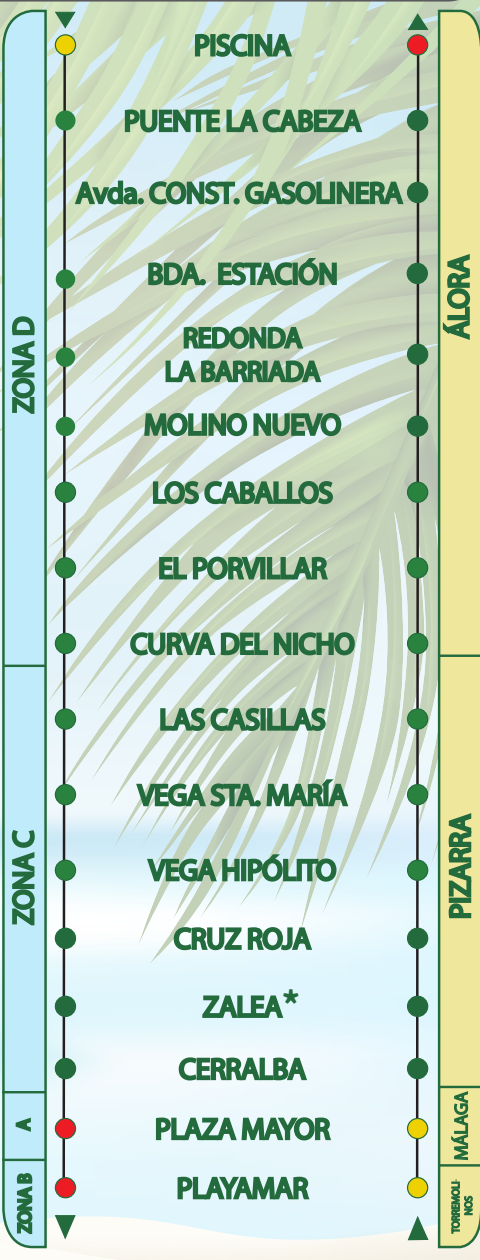 PISCINA
PUENTE LA CABEZA
Avda. CONST. GASOLINERA
BDA. ESTACIÓN
REDONDA
LA BARRIADA
MOLINO NUEVO
LOS CABALLOS
EL PORVILLAR
CURVA DEL NICHO
LAS CASILLAS
VEGA STA. MARÍA
VEGA HIPÓLITO
CRUZ ROJA
ZALEA*
CERRALBA
PLAZA MAYOR
PLAYAMAR
ZONA D
ZONA C
A
ZONA B
ÁLORA
PIZARRA
MÁLAGA
TORREMOLI-
NOS